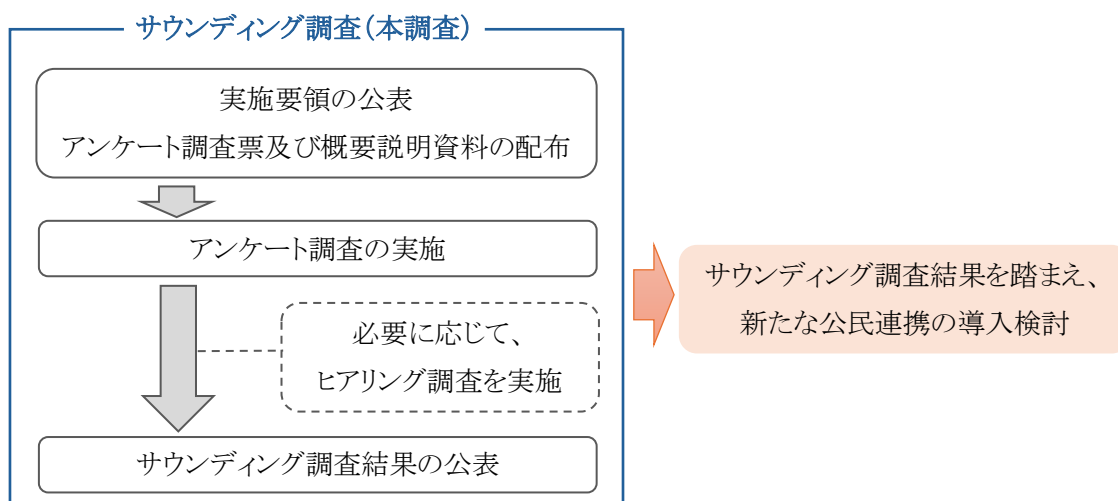 サウンディング調査(本調査)
実施要領の公表
アンケート調査票及び概要説明資料の配布
アンケート調査の実施
必要に応じて、
ヒアリング調査を実施
サウンディング調査結果の公表
サウンディング調査結果を踏まえ、
新たな公民連携の導入検討